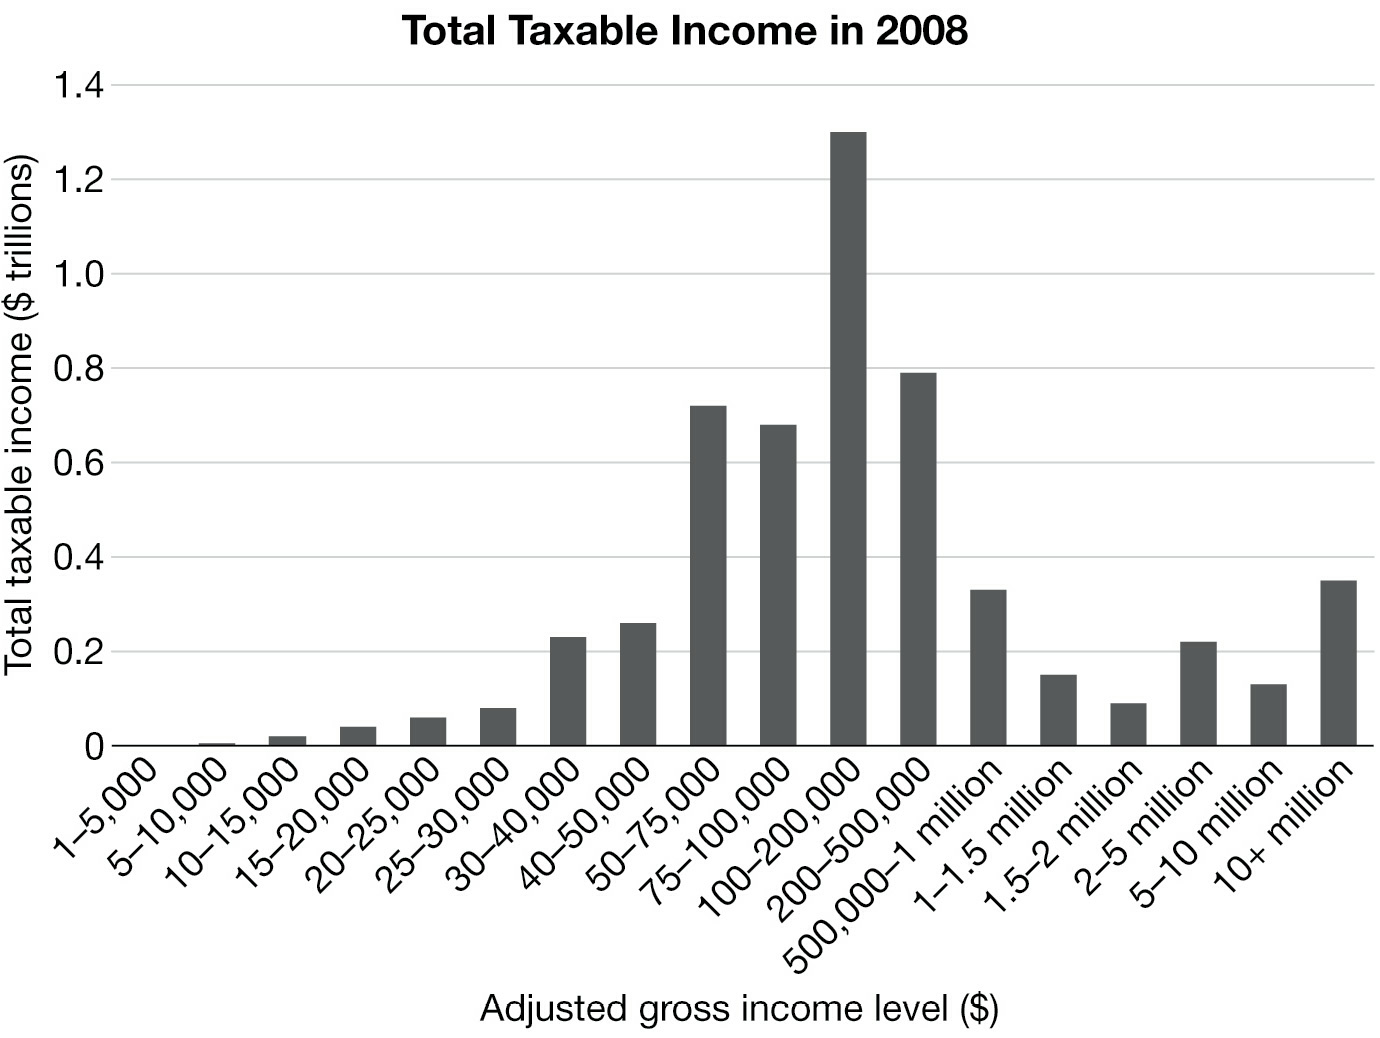 Total Taxable Income in 2008
Total taxable income ($ trillions)
1.4
1.2
1.0
0.8
0.6
0.4
0.2
0
1–5,000
5–10,000
10–15,000
15–20,000
20–25,000
25–30,000
30–40,000
40–50,000
50–75,000
75–100,000
100–200,000
200–500,000
500,000–1 million
1–1.5 million
1.5–2 million
2–5 million
5–10 million
10+ million
Adjusted gross income level ($)